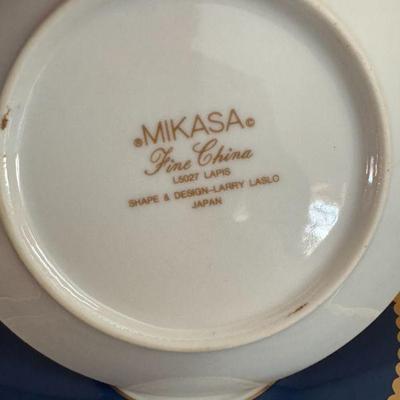 ®MIKASA©
Fine China
L5027 LAPIS
SHAPE & DESIGN-LARRY LASLO
JAPAN